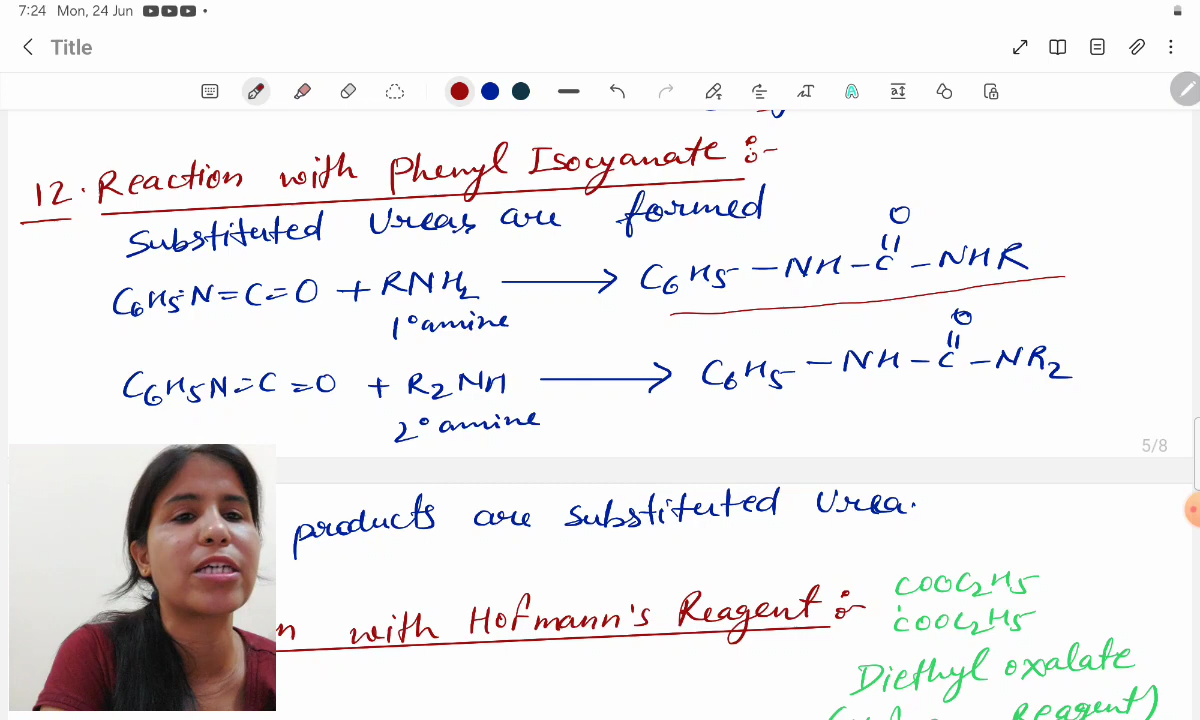 7:24 Mon, 24 Jun
Title
12. Reaction with Phenyl Isocyanate :-
Substituted Ureas are formed
C6H5-N=C=O + RNH2 ⟶ C6H5-NH-C-NHR
O
1° amine
C6H5N=C=O + R2NH ⟶ C6H5-NH-C-NR2
O
2° amine
5/8
products are substituted Urea.
n with Hofmann's Reagent :-
COOC2H5
COOC2H5
Diethyl oxalate
Reagent)